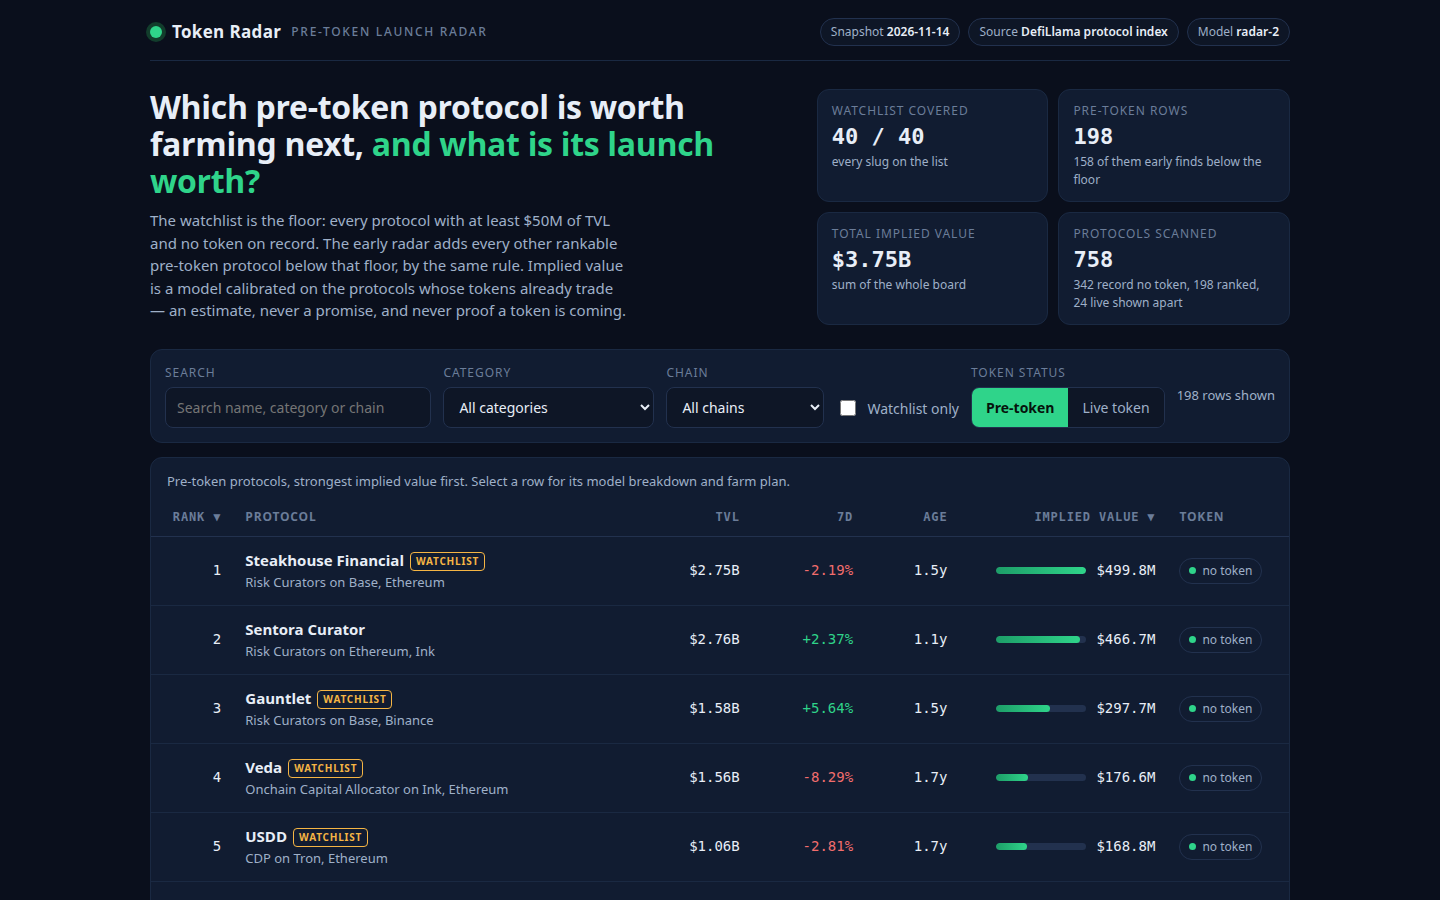 Token Radar PRE-TOKEN LAUNCH RADAR
Snapshot 2026-11-14
Source DefiLlama protocol index
Model radar-2
Which pre-token protocol is worth
farming next, and what is its launch
worth?
The watchlist is the floor: every protocol with at least $50M of TVL
and no token on record. The early radar adds every other rankable
pre-token protocol below that floor, by the same rule. Implied value
is a model calibrated on the protocols whose tokens already trade
— an estimate, never a promise, and never proof a token is coming.
WATCHLIST COVERED
40 / 40
every slug on the list
PRE-TOKEN ROWS
198
158 of them early finds below the
floor
TOTAL IMPLIED VALUE
$3.75B
sum of the whole board
PROTOCOLS SCANNED
758
342 record no token, 198 ranked,
24 live shown apart
SEARCH
Search name, category or chain
CATEGORY
All categories
CHAIN
All chains
Watchlist only
TOKEN STATUS
Pre-token Live token
198 rows shown
Pre-token protocols, strongest implied value first. Select a row for its model breakdown and farm plan.
RANK ▼ PROTOCOL TVL 7D AGE IMPLIED VALUE ▼ TOKEN
1 Steakhouse Financial WATCHLIST $2.75B -2.19% 1.5y $499.8M no token
Risk Curators on Base, Ethereum
2 Sentora Curator $2.76B +2.37% 1.1y $466.7M no token
Risk Curators on Ethereum, Ink
3 Gauntlet WATCHLIST $1.58B +5.64% 1.5y $297.7M no token
Risk Curators on Base, Binance
4 Veda WATCHLIST $1.56B -8.29% 1.7y $176.6M no token
Onchain Capital Allocator on Ink, Ethereum
5 USDD WATCHLIST $1.06B -2.81% 1.7y $168.8M no token
CDP on Tron, Ethereum